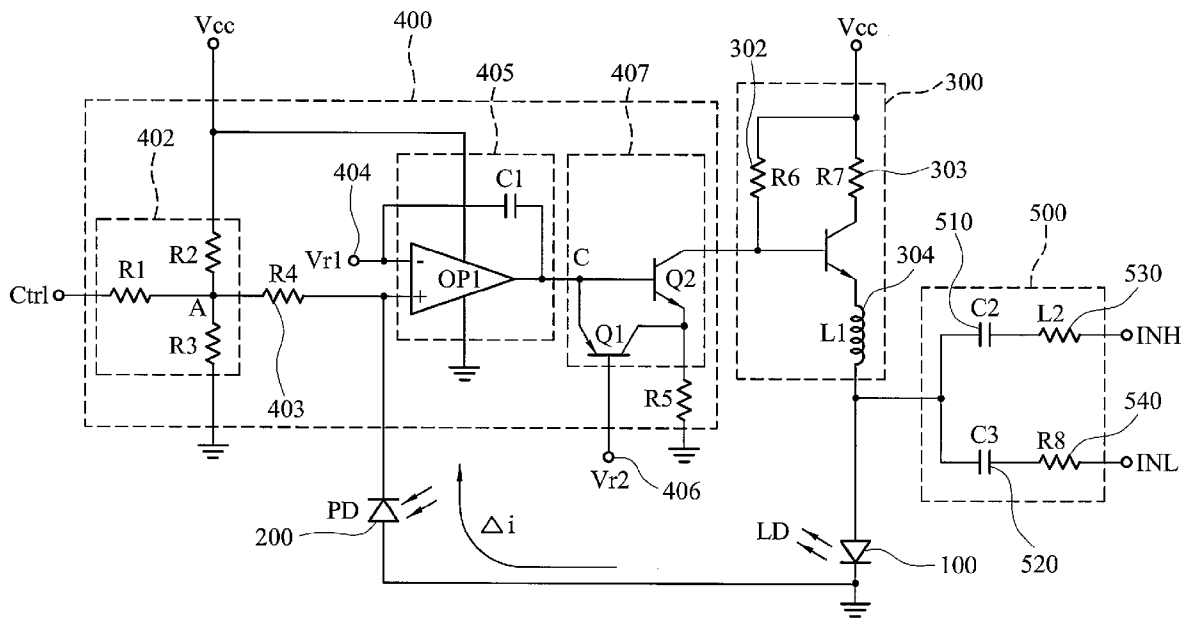 Vcc
400
405
407
302
Vcc
300
402
404
C1
R6
R7
303
510
500
530
R2
Vr1
-
C
OP1
Q2
304
R1
R4
C2
L2
Ctrl
A
+
INH
Q1
L1
R3
540
403
R5
C3
R8
INL
Vr2
406
PD
200
Δi
LD
100
520